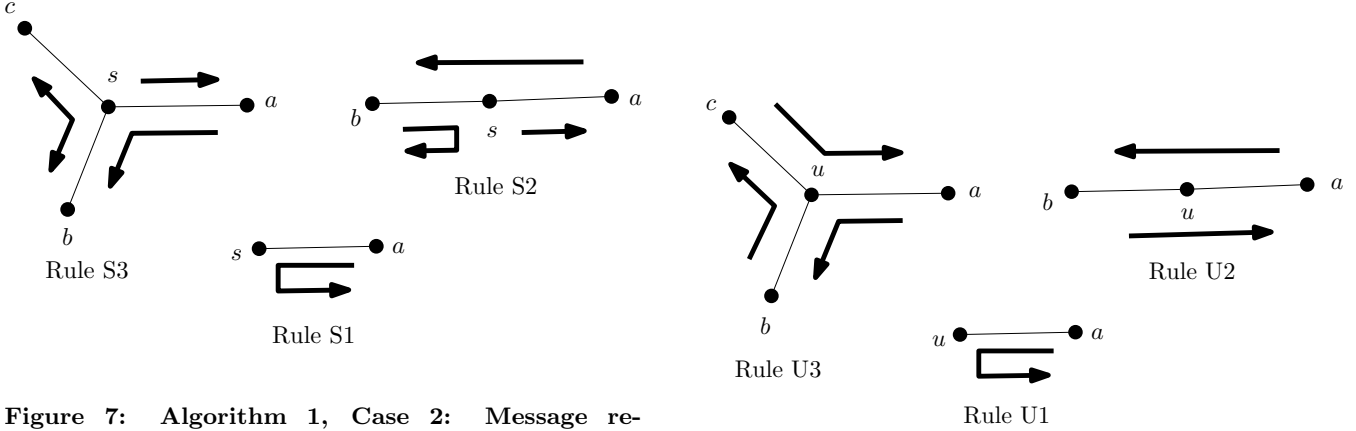 c
s
a
b
Rule S3
b
s
a
Rule S2
s
a
Rule S1
c
u
a
b
Rule U3
b
u
a
Rule U2
u
a
Rule U1
Figure 7: Algorithm 1, Case 2: Message re-